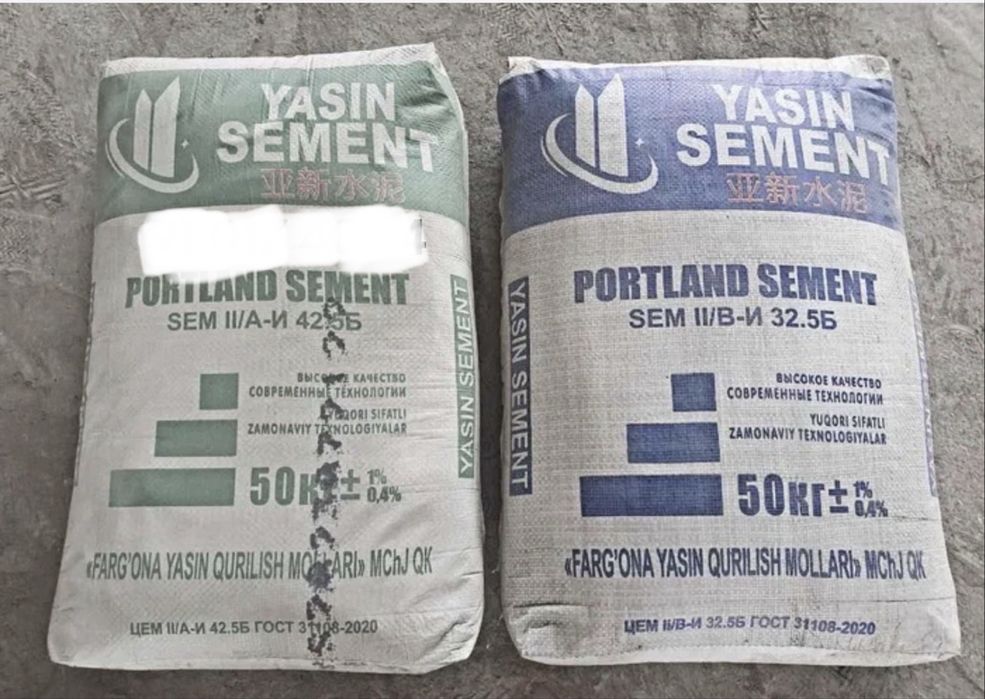 YASIN
SEMENT
亚新水泥
PORTLAND SEMENT
SEM II/A-И 42.5Б
ВЫСОКОЕ КАЧЕСТВО
СОВРЕМЕННЫЕ ТЕХНОЛОГИИ
YUQORI SIFATLI
ZAMONAVIY TEXNOLOGIYALAR
50кг± 1%
0,4%
«FARG'ONA YASIN QURILISH MOLLARI» MChJ QK
ЦЕМ II/А-И 42.5Б ГОСТ 31108-2020
YASIN SEMENT
YASIN
SEMENT
亚新水泥
PORTLAND SEMENT
SEM II/B-И 32.5Б
ВЫСОКОЕ КАЧЕСТВО
СОВРЕМЕННЫЕ ТЕХНОЛОГИИ
YUQORI SIFATLI
ZAMONAVIY TEXNOLOGIYALAR
50кг± 1%
0,4%
«FARG'ONA YASIN QURILISH MOLLARI» MChJ QK
ЦЕМ II/В-И 32.5Б ГОСТ 31108-2020
YASIN SEMENT